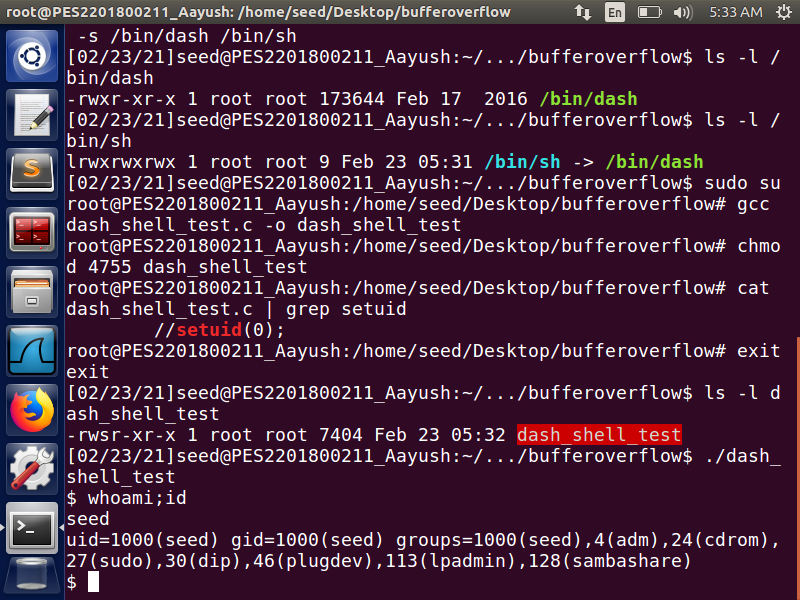 root@PES2201800211_Aayush: /home/seed/Desktop/bufferoverflow En 5:33 AM
 -s /bin/dash /bin/sh
[02/23/21]seed@PES2201800211_Aayush:~/.../bufferoverflow$ ls -l /
bin/dash
-rwxr-xr-x 1 root root 173644 Feb 17  2016 /bin/dash
[02/23/21]seed@PES2201800211_Aayush:~/.../bufferoverflow$ ls -l /
bin/sh
lrwxrwxrwx 1 root root 9 Feb 23 05:31 /bin/sh -> /bin/dash
[02/23/21]seed@PES2201800211_Aayush:~/.../bufferoverflow$ sudo su
root@PES2201800211_Aayush:/home/seed/Desktop/bufferoverflow# gcc
dash_shell_test.c -o dash_shell_test
root@PES2201800211_Aayush:/home/seed/Desktop/bufferoverflow# chmo
d 4755 dash_shell_test
root@PES2201800211_Aayush:/home/seed/Desktop/bufferoverflow# cat
dash_shell_test.c | grep setuid
        //setuid(0);
root@PES2201800211_Aayush:/home/seed/Desktop/bufferoverflow# exit
exit
[02/23/21]seed@PES2201800211_Aayush:~/.../bufferoverflow$ ls -l d
ash_shell_test
-rwsr-xr-x 1 root root 7404 Feb 23 05:32 dash_shell_test
[02/23/21]seed@PES2201800211_Aayush:~/.../bufferoverflow$ ./dash_
shell_test
$ whoami;id
seed
uid=1000(seed) gid=1000(seed) groups=1000(seed),4(adm),24(cdrom),
27(sudo),30(dip),46(plugdev),113(lpadmin),128(sambashare)
$